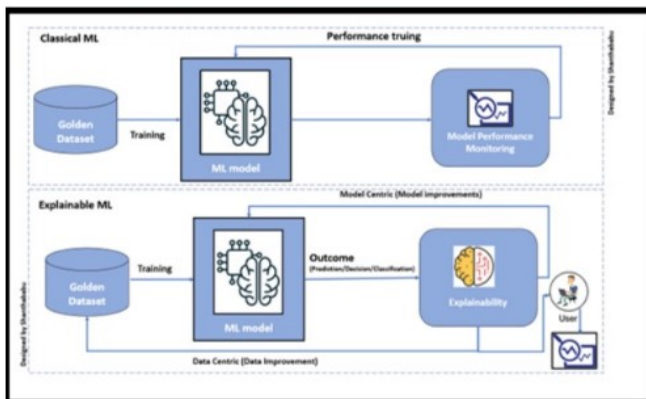 Classical ML
Performance truing
Designed by Shanthababu
Golden
Dataset
Training
ML model
Model Performance
Monitoring
Explainable ML
Model Centric (Model Improvements)
Golden
Dataset
Training
ML model
Outcome
(Prediction/Decision/Classification)
Explainability
User
Data Centric (Data Improvement)
Designed by Shanthababu